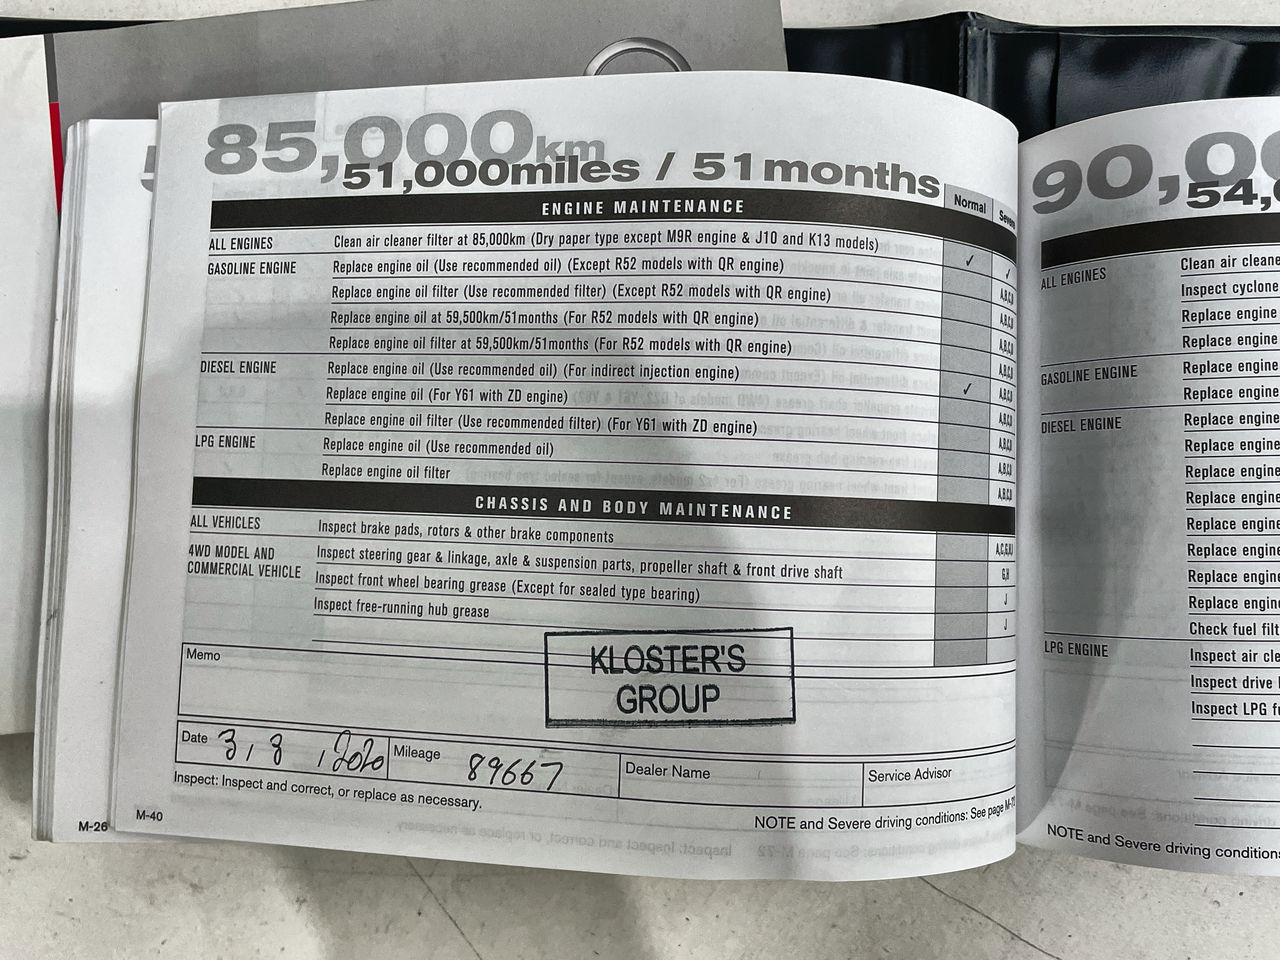 85,000km
51,000miles / 51months
Normal
ENGINE MAINTENANCE
ALL ENGINES Clean air cleaner filter at 85,000km (Dry paper type except M9R engine & J10 and K13 models) ✓ ✓
GASOLINE ENGINE Replace engine oil (Use recommended oil) (Except R52 models with QR engine) A,B,C,D
Replace engine oil filter (Use recommended filter) (Except R52 models with QR engine) A,B,C,D
Replace engine oil at 59,500km/51months (For R52 models with QR engine) A,B,C,D
Replace engine oil filter at 59,500km/51months (For R52 models with QR engine) A,B,C,D
DIESEL ENGINE Replace engine oil (Use recommended oil) (For indirect injection engine) ✓ A,B,C,D
Replace engine oil (For Y61 with ZD engine) A,B,C,D
Replace engine oil filter (Use recommended filter) (For Y61 with ZD engine) A,B,C,D
LPG ENGINE Replace engine oil (Use recommended oil) A,B,C,D
Replace engine oil filter A,B,C,D
CHASSIS AND BODY MAINTENANCE
ALL VEHICLES Inspect brake pads, rotors & other brake components
4WD MODEL AND COMMERCIAL VEHICLE Inspect steering gear & linkage, axle & suspension parts, propeller shaft & front drive shaft G,H
Inspect front wheel bearing grease (Except for sealed type bearing) J
Inspect free-running hub grease J
Memo
KLOSTER'S
GROUP
Date 3, 8, 2020 Mileage 89667 Dealer Name Service Advisor
Inspect: Inspect and correct, or replace as necessary.
M-40
NOTE and Severe driving conditions: See page
M-26
90,
54,
ALL ENGINES Clean air
Inspect cyclone
Replace engine
Replace engine
GASOLINE ENGINE Replace engine
Replace engine
DIESEL ENGINE Replace engine
Replace engine
Replace engine
Replace engine
Replace engine
Replace engine
Replace engine
Replace engine
Check fuel
LPG ENGINE Inspect air
Inspect drive
Inspect LPG
NOTE and Severe driving